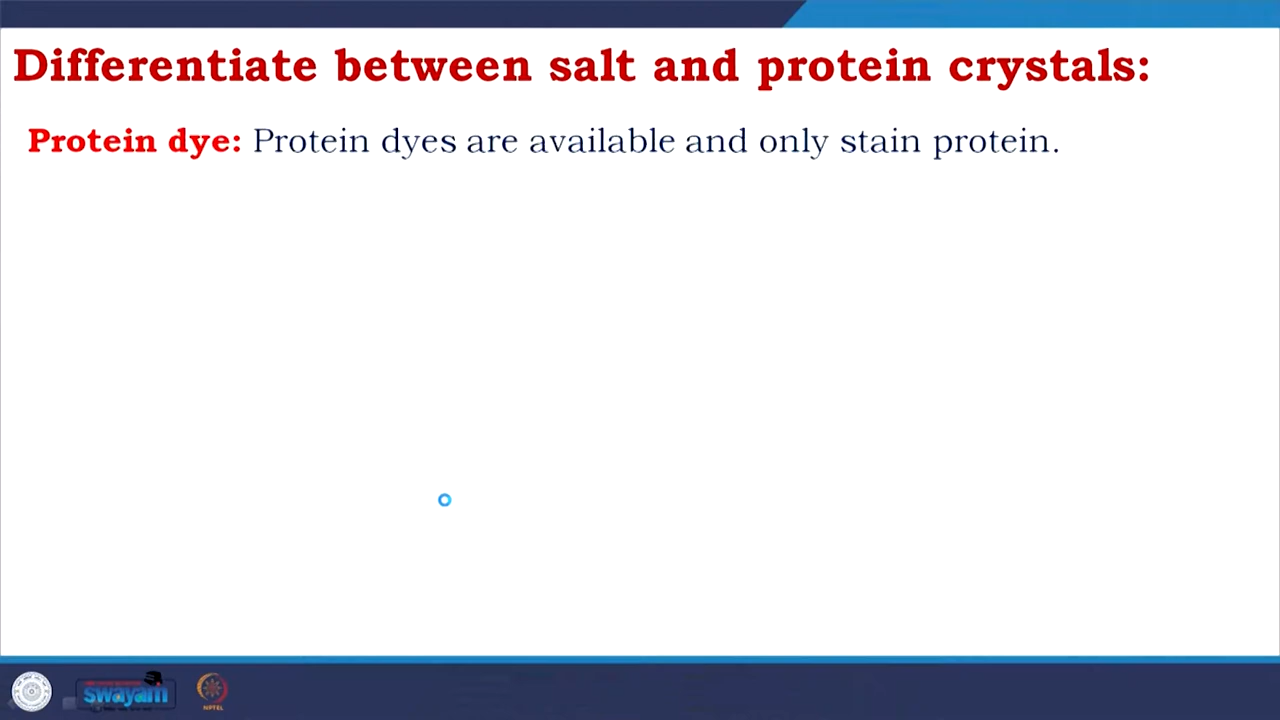 Differentiate between salt and protein crystals:
Protein dye: Protein dyes are available and only stain protein.
swayam
NPTEL